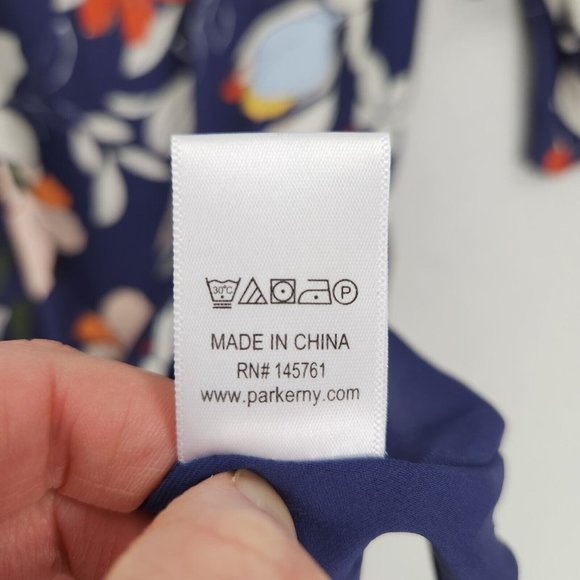 30°C P
MADE IN CHINA
RN# 145761
www.parkerny.com